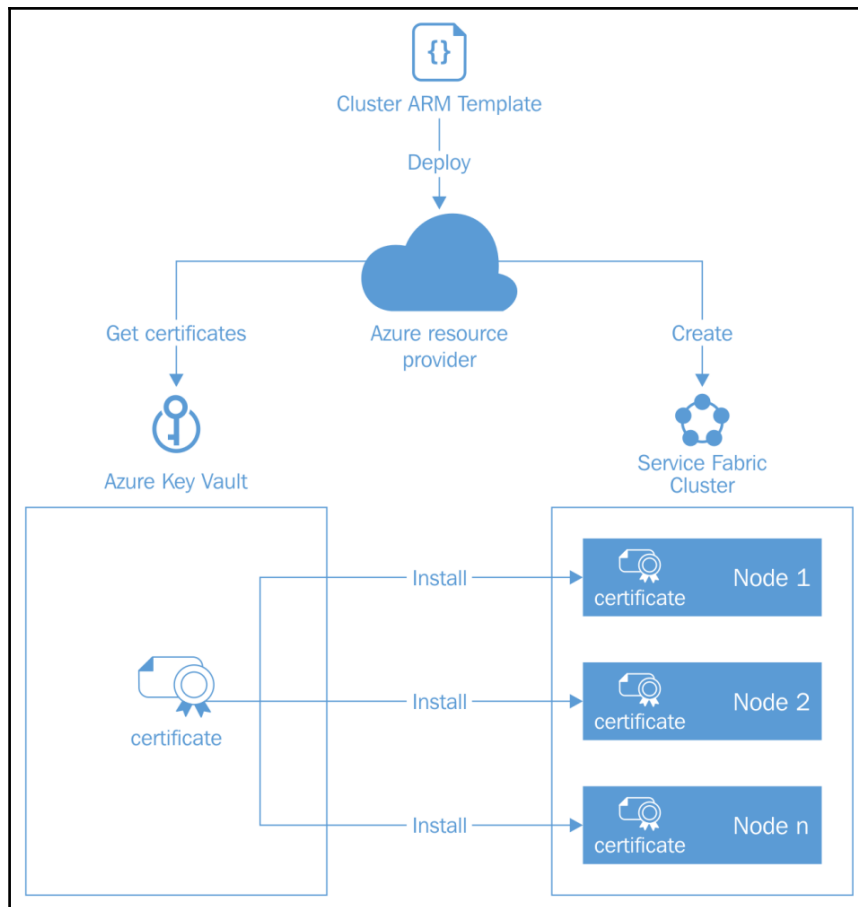 {}
Cluster ARM Template
Deploy
Get certificates
Azure resource
provider
Create
Azure Key Vault
Service Fabric
Cluster
Install
certificate
Node 1
certificate
Install
certificate
Node 2
Install
certificate
Node n